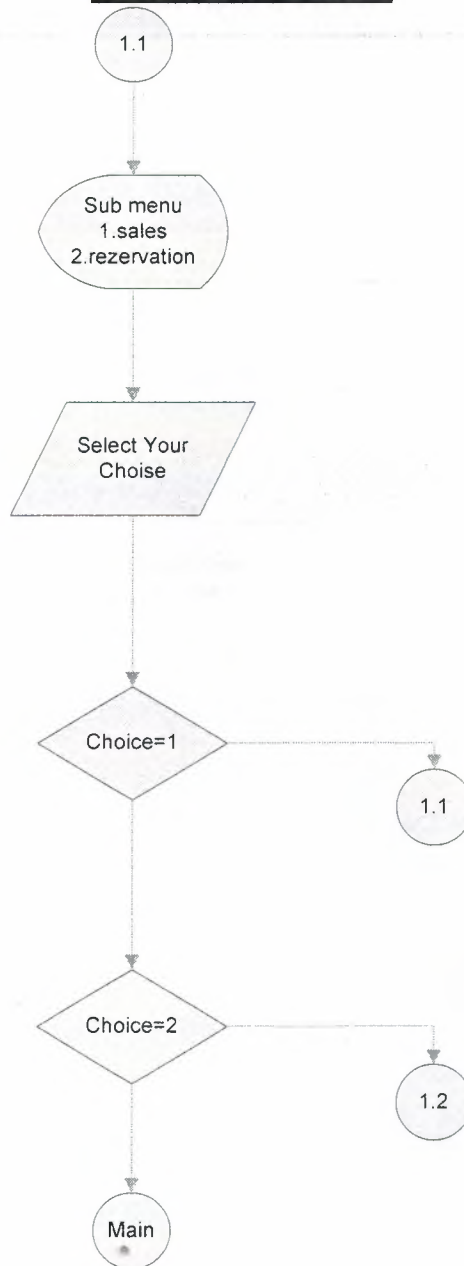 1.1
Sub menu
1.sales
2.rezervation
Select Your
Choise
Choice=1
1.1
Choice=2
1.2
Main